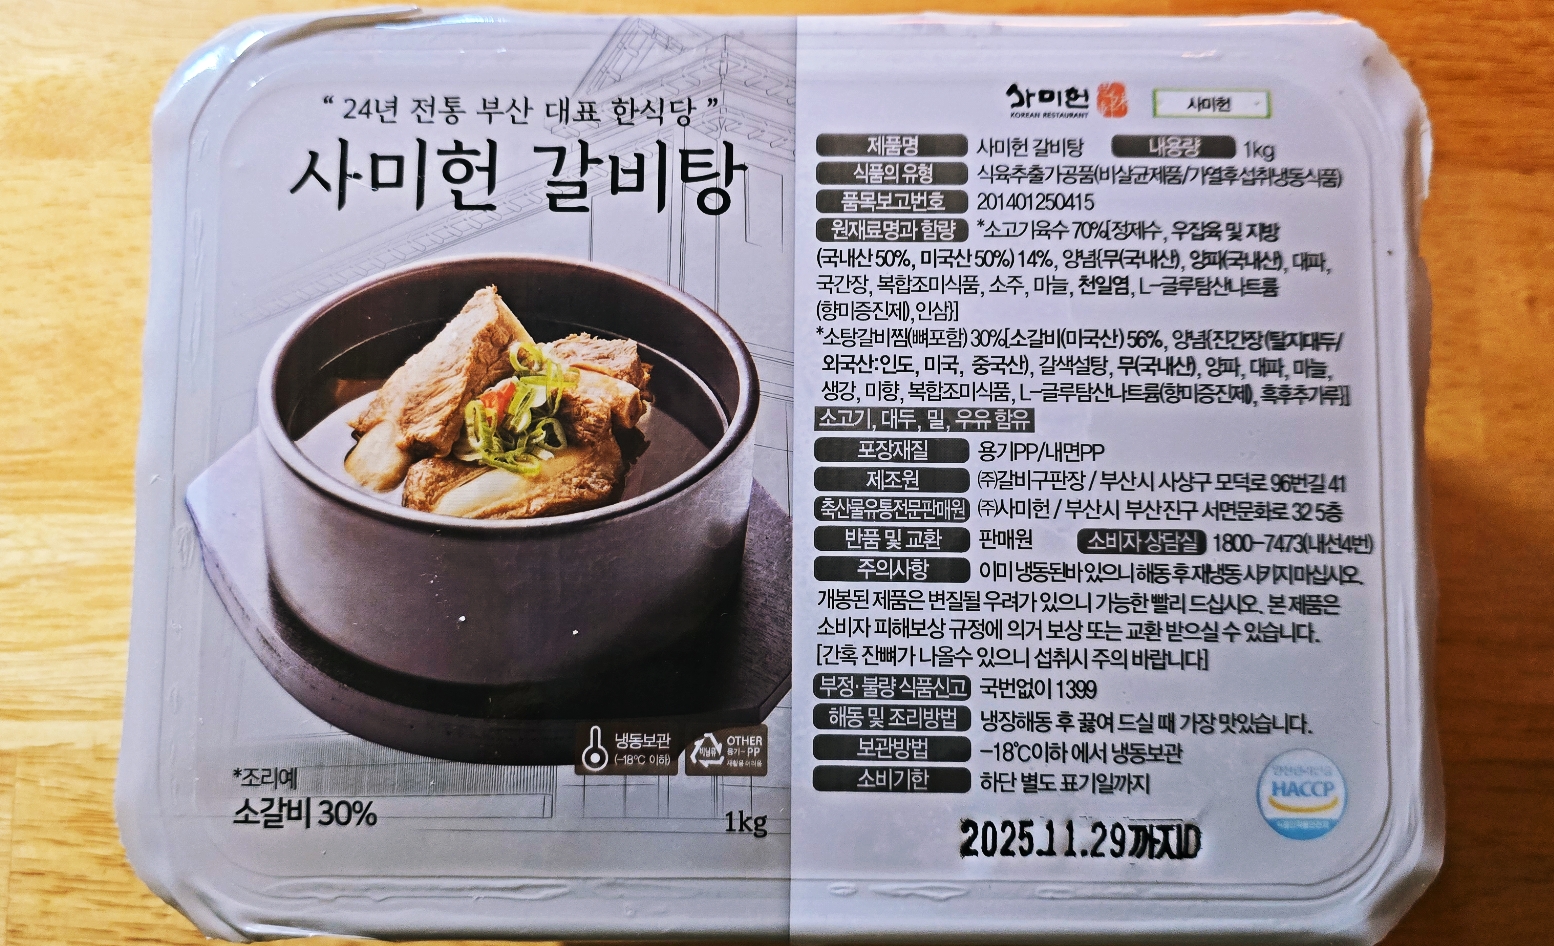 “ 24년 전통 부산 대표 한식당 ”
사미헌 갈비탕
냉동보관
(-18℃ 이하)
비닐류
OTHER
용기-PP
*조리예
소갈비 30%
1kg
사미헌
KOREAN RESTAURANT
사미헌
제품명 사미헌 갈비탕 내용량 1kg
식품의 유형 식육추출가공품(비살균제품/가열후섭취냉동식품)
품목보고번호 201401250415
원재료명과 함량 *소고기육수 70%[정제수, 우잡육 및 지방
(국내산 50%, 미국산 50%) 14%, 양념{무(국내산), 양파(국내산), 대파,
국간장, 복합조미식품, 소주, 마늘, 천일염, L-글루탐산나트륨
(향미증진제), 인삼}]
*소탕갈비찜(뼈포함) 30%[소갈비(미국산) 56%, 양념{진간장(탈지대두/
외국산:인도, 미국, 중국산), 갈색설탕, 무(국내산), 양파, 대파, 마늘,
생강, 미향, 복합조미식품, L-글루탐산나트륨(향미증진제), 흑후추가루}]
소고기, 대두, 밀, 우유 함유
포장재질 용기PP/내면PP
제조원 ㈜갈비구판장 / 부산시 사상구 모덕로 96번길 41
축산물유통전문판매원 ㈜사미헌 / 부산시 부산진구 서면문화로 32 5층
반품 및 교환 판매원 소비자 상담실 1800-7473(내선4번)
주의사항 이미 냉동된바 있으니 해동 후 재냉동 시키지마십시오.
개봉된 제품은 변질될 우려가 있으니 가능한 빨리 드십시오. 본 제품은
소비자 피해보상 규정에 의거 보상 또는 교환 받으실 수 있습니다.
[간혹 잔뼈가 나올수 있으니 섭취시 주의 바랍니다]
부정·불량 식품신고 국번없이 1399
해동 및 조리방법 냉장해동 후 끓여 드실 때 가장 맛있습니다.
보관방법 -18℃이하 에서 냉동보관
소비기한 하단 별도 표기일까지
HACCP
2025.11.29까지D